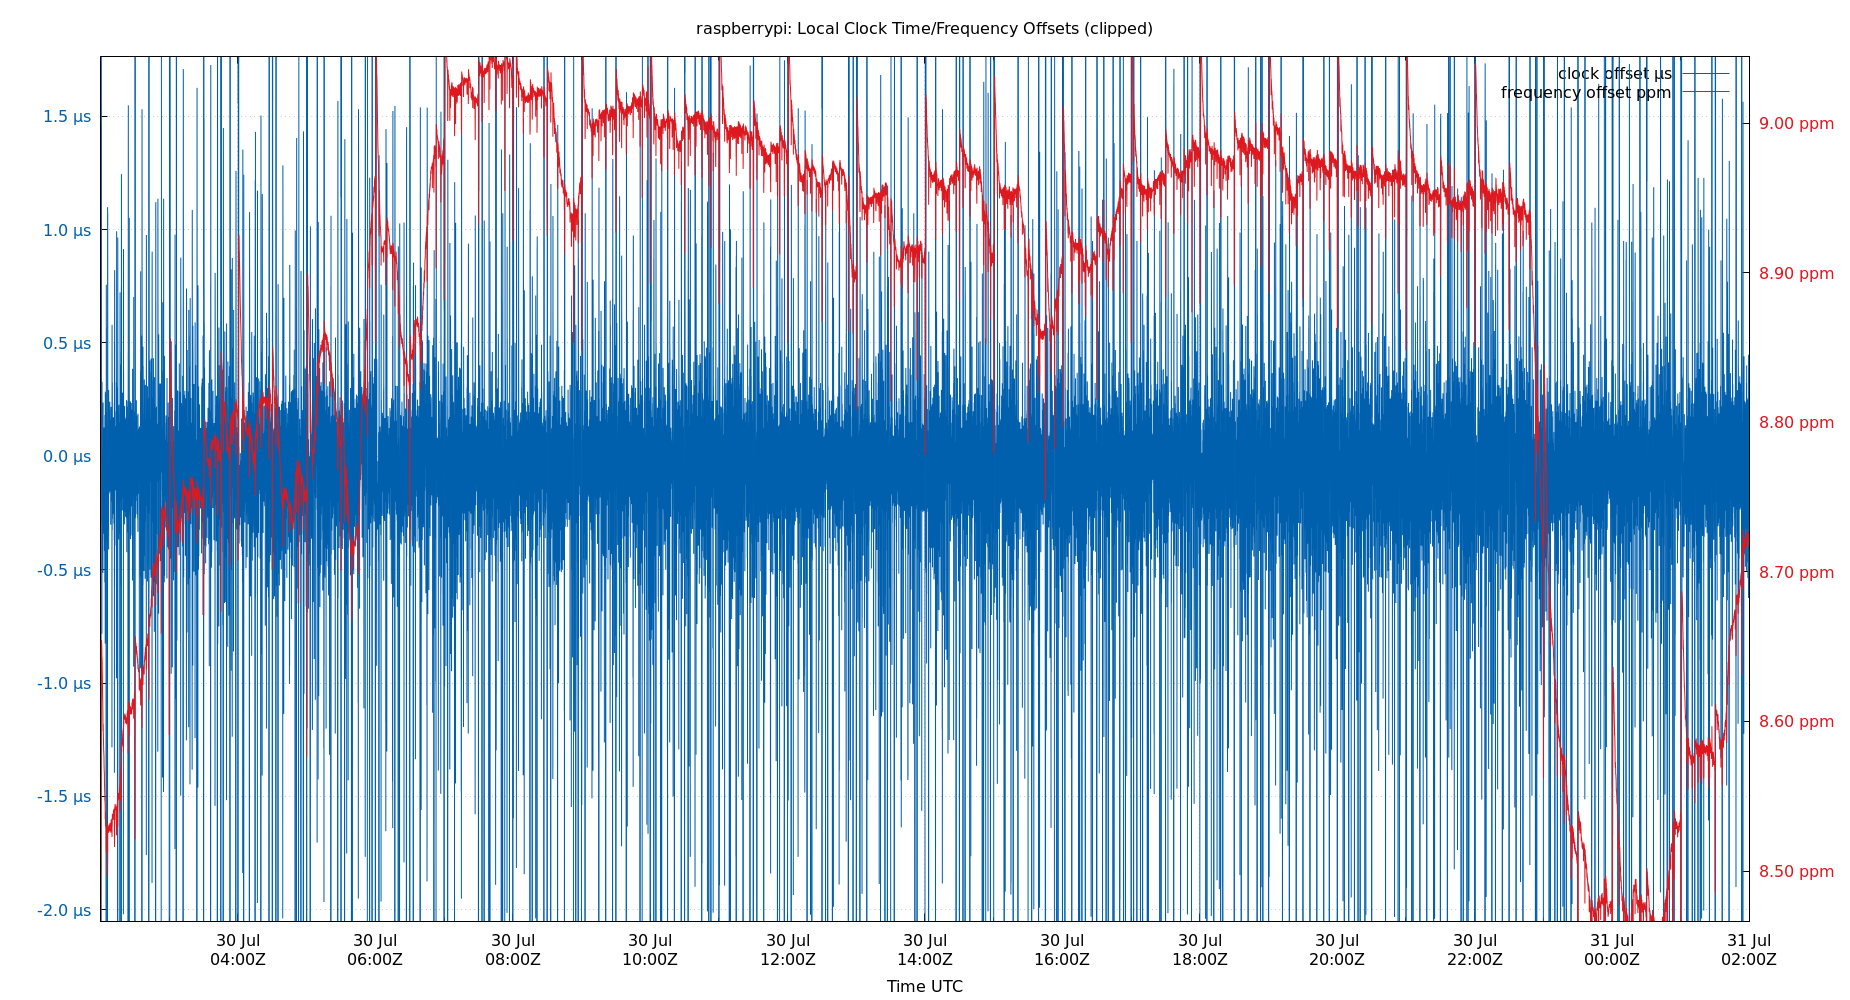 raspberrypi: Local Clock Time/Frequency Offsets (clipped)
clock offset µs
frequency offset ppm
1.5 µs
1.0 µs
0.5 µs
0.0 µs
-0.5 µs
-1.0 µs
-1.5 µs
-2.0 µs
9.00 ppm
8.90 ppm
8.80 ppm
8.70 ppm
8.60 ppm
8.50 ppm
30 Jul 30 Jul 30 Jul 30 Jul 30 Jul 30 Jul 30 Jul 30 Jul 30 Jul 30 Jul 31 Jul 31 Jul
04:00Z 06:00Z 08:00Z 10:00Z 12:00Z 14:00Z 16:00Z 18:00Z 20:00Z 22:00Z 00:00Z 02:00Z
Time UTC